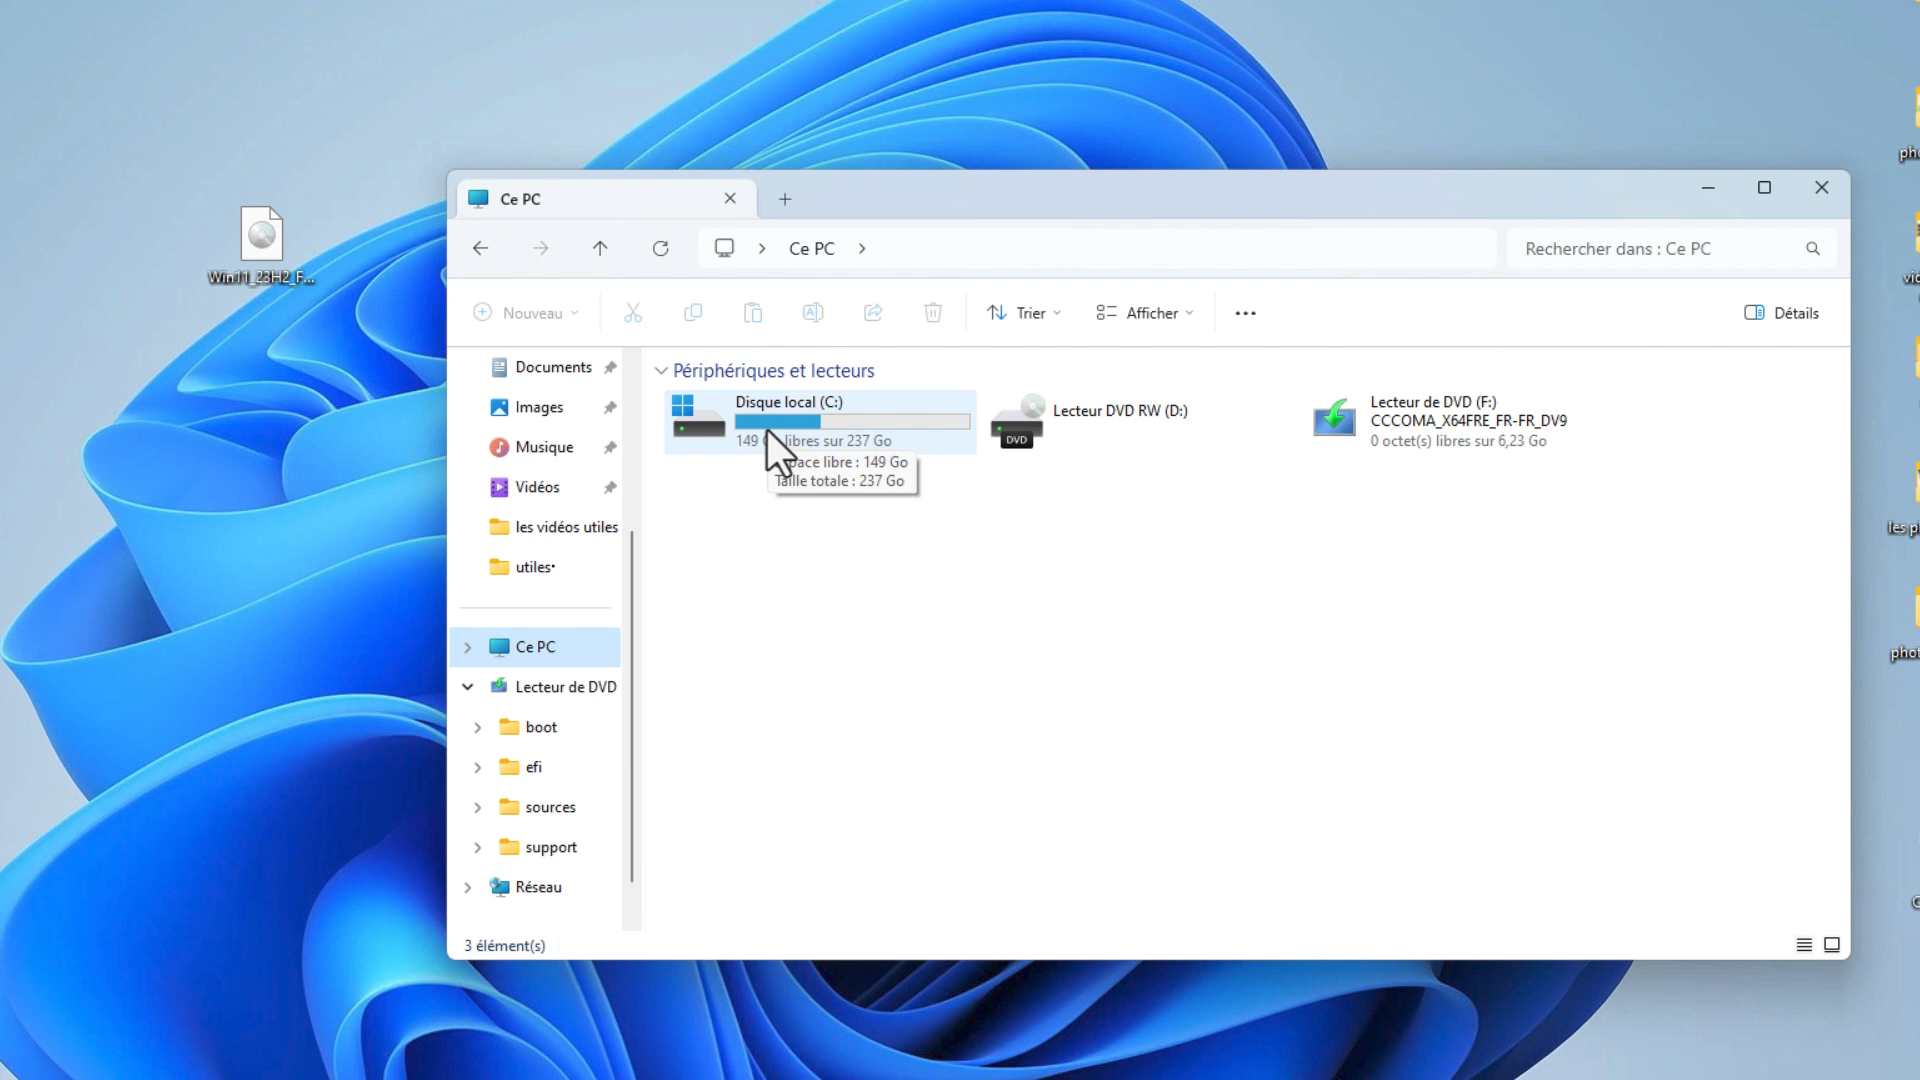 Win11_23H2_F...
Ce PC
Ce PC
Rechercher dans : Ce PC
Nouveau
Trier
Afficher
Détails
Documents
Images
Musique
Vidéos
les vidéos utiles
utiles•
Ce PC
Lecteur de DVD
boot
efi
sources
support
Réseau
Périphériques et lecteurs
Disque local (C:)
149 libres sur 237 Go
libre : 149 Go
Taille totale : 237 Go
DVD
Lecteur DVD RW (D:)
Lecteur de DVD (F:)
CCCOMA_X64FRE_FR-FR_DV9
0 octet(s) libres sur 6,23 Go
3 élément(s)
les